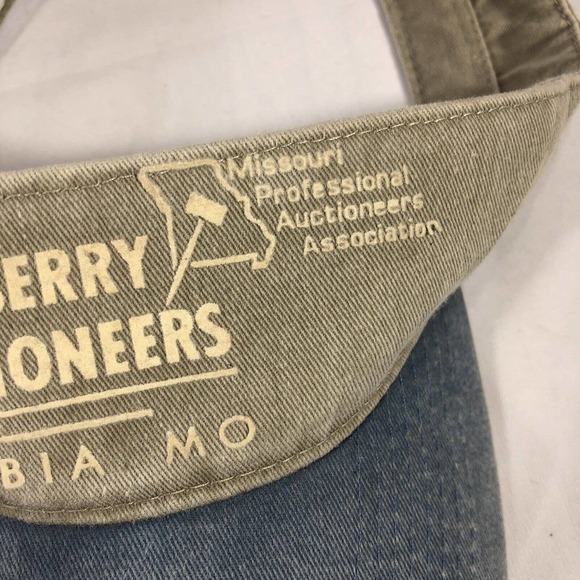 Missouri
Professional
Auctioneers
Association
BERRY
IONEERS
BIA, MO